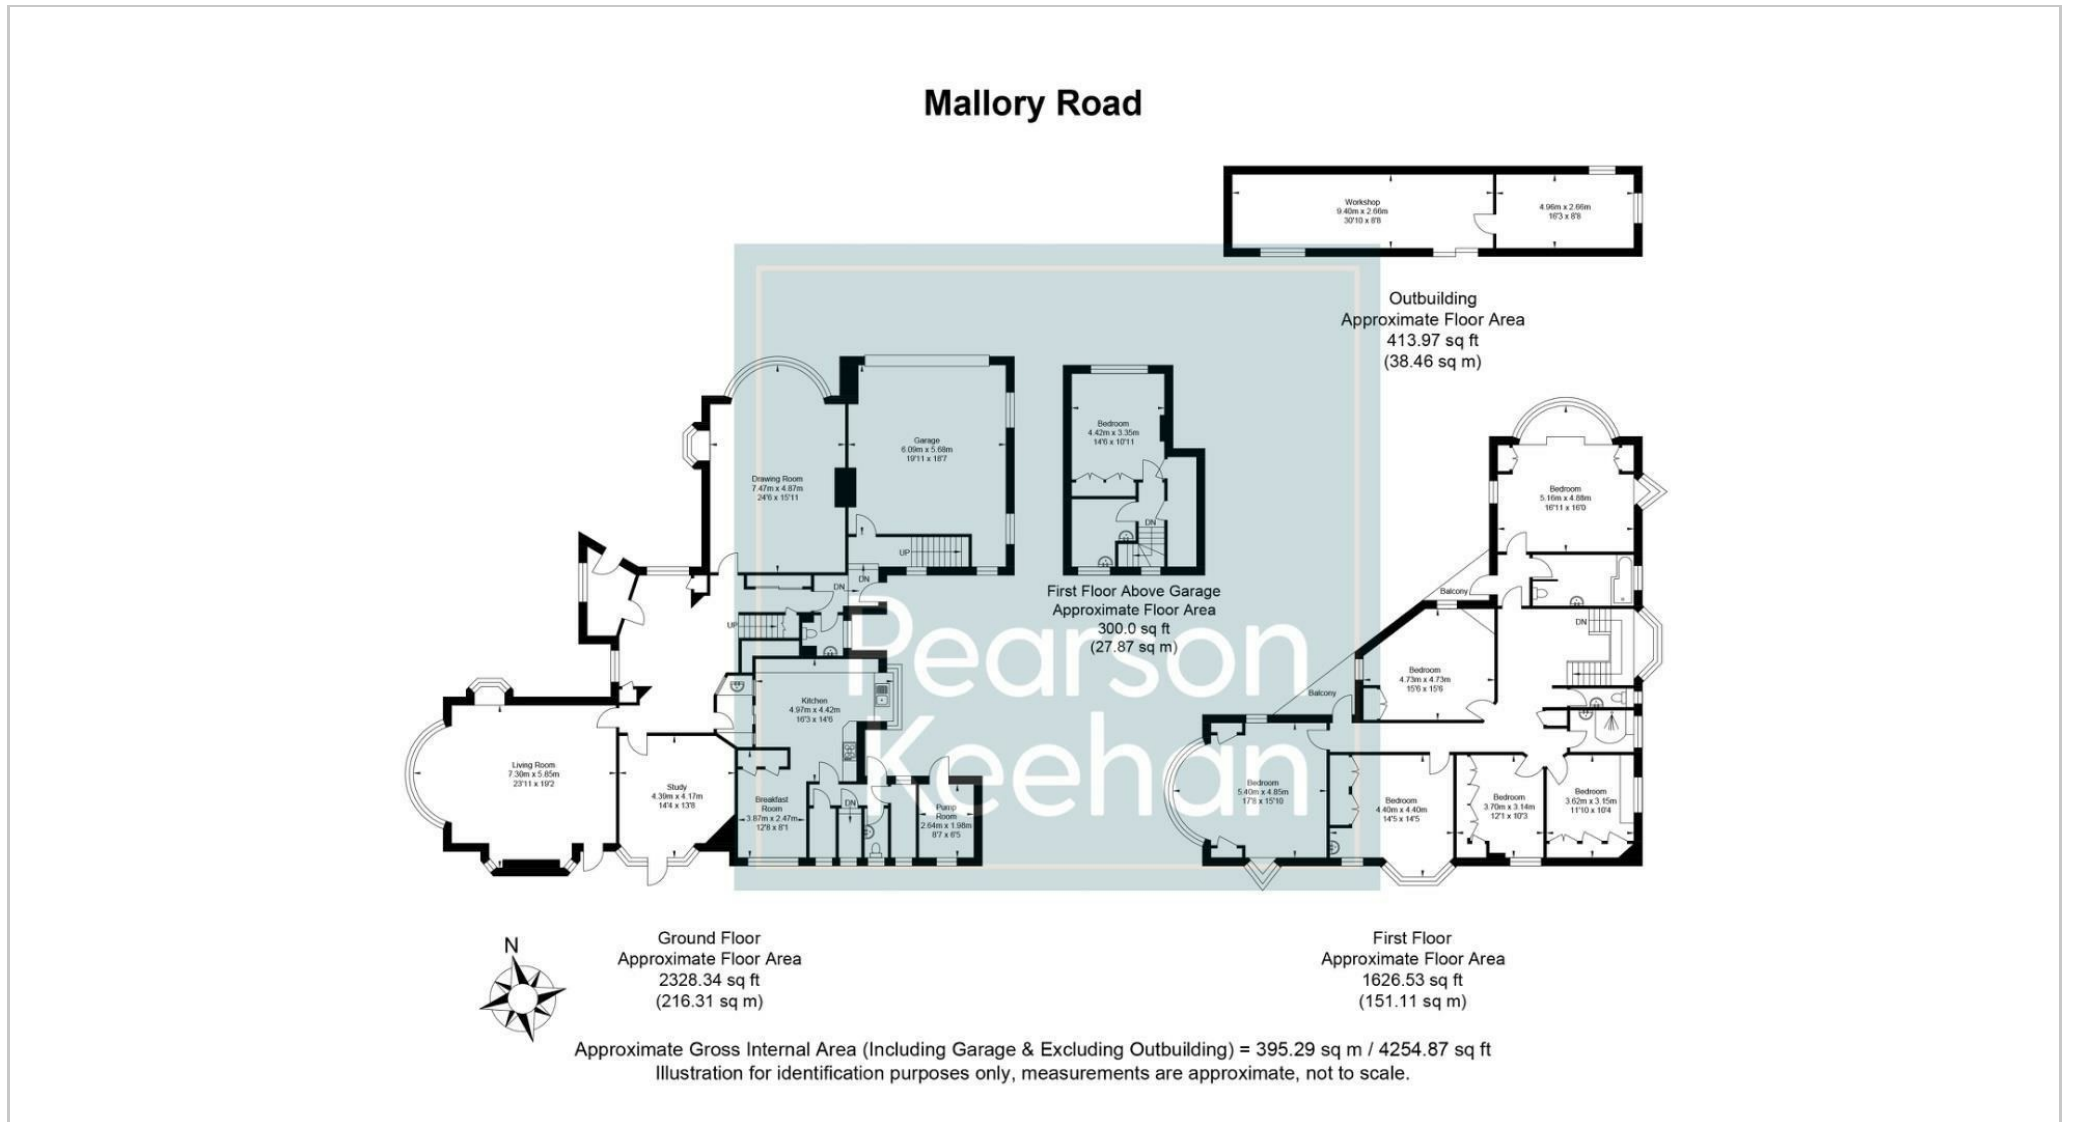 Mallory Road
Workshop
9.40m x 2.66m
30'10 x 8'8
4.96m x 2.66m
16'3 x 8'8
Outbuilding
Approximate Floor Area
413.97 sq ft
(38.46 sq m)
Garage
6.09m x 5.68m
19'11 x 18'7
Drawing Room
7.47m x 4.87m
24'6 x 15'11
UP
DN
DN
UP
Kitchen
4.97m x 4.42m
16'3 x 14'6
Living Room
7.30m x 5.85m
23'11 x 19'2
Study
4.39m x 4.17m
14'4 x 13'8
Breakfast
Room
3.87m x 2.47m
12'8 x 8'1
DN
Pump
Room
2.64m x 1.98m
8'7 x 6'5
Bedroom
4.42m x 3.35m
14'6 x 10'11
DN
First Floor Above Garage
Approximate Floor Area
300.0 sq ft
(27.87 sq m)
Pearson
Keehan
Bedroom
5.16m x 4.88m
16'11 x 16'0
Balcony
DN
Bedroom
4.73m x 4.73m
15'6 x 15'6
Balcony
Bedroom
5.40m x 4.85m
17'8 x 15'10
Bedroom
4.40m x 4.40m
14'5 x 14'5
Bedroom
3.70m x 3.14m
12'1 x 10'3
Bedroom
3.62m x 3.15m
11'10 x 10'4
N
Ground Floor
Approximate Floor Area
2328.34 sq ft
(216.31 sq m)
First Floor
Approximate Floor Area
1626.53 sq ft
(151.11 sq m)
Approximate Gross Internal Area (Including Garage & Excluding Outbuilding) = 395.29 sq m / 4254.87 sq ft
Illustration for identification purposes only, measurements are approximate, not to scale.